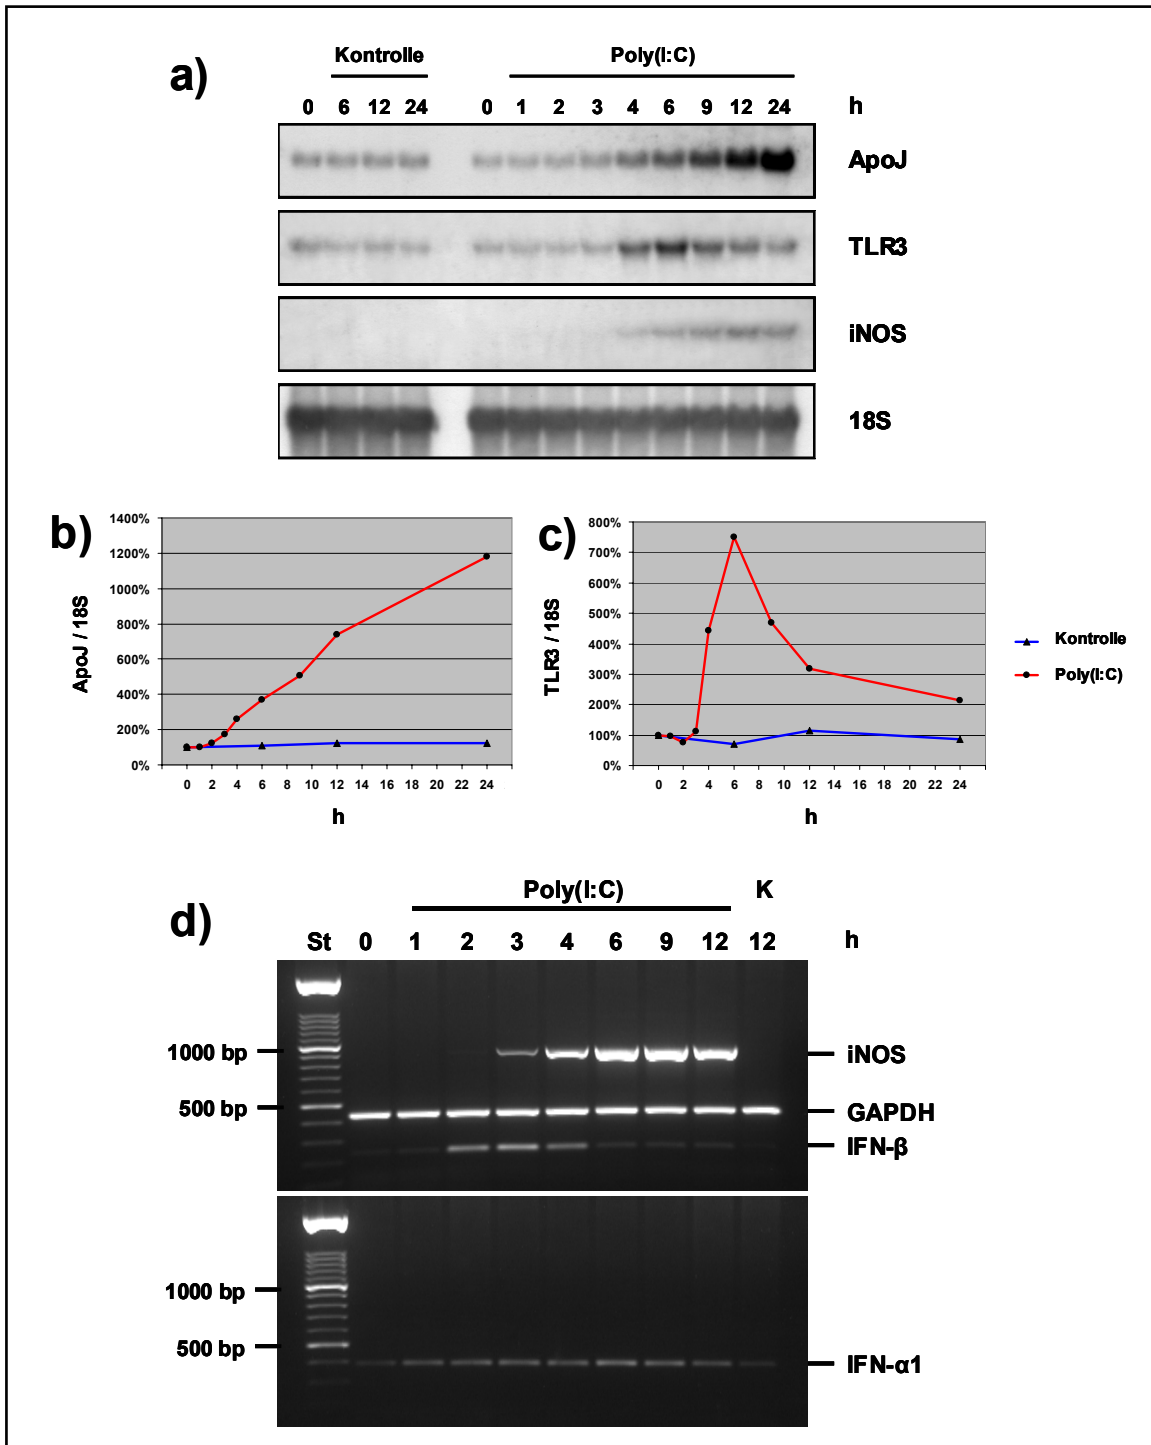 a)
Kontrolle Poly(I:C)
0 6 12 24 0 1 2 3 4 6 9 12 24 h
ApoJ
TLR3
iNOS
18S
b)
ApoJ / 18S
1400%
1200%
1000%
800%
600%
400%
200%
0%
0 2 4 6 8 10 12 14 16 18 20 22 24
h
c)
TLR3 / 18S
800%
700%
600%
500%
400%
300%
200%
100%
0%
0 2 4 6 8 10 12 14 16 18 20 22 24
h
Kontrolle
Poly(I:C)
d)
Poly(I:C) K
St 0 1 2 3 4 6 9 12 12 h
1000 bp iNOS
500 bp GAPDH
IFN-β
1000 bp
500 bp
IFN-α1